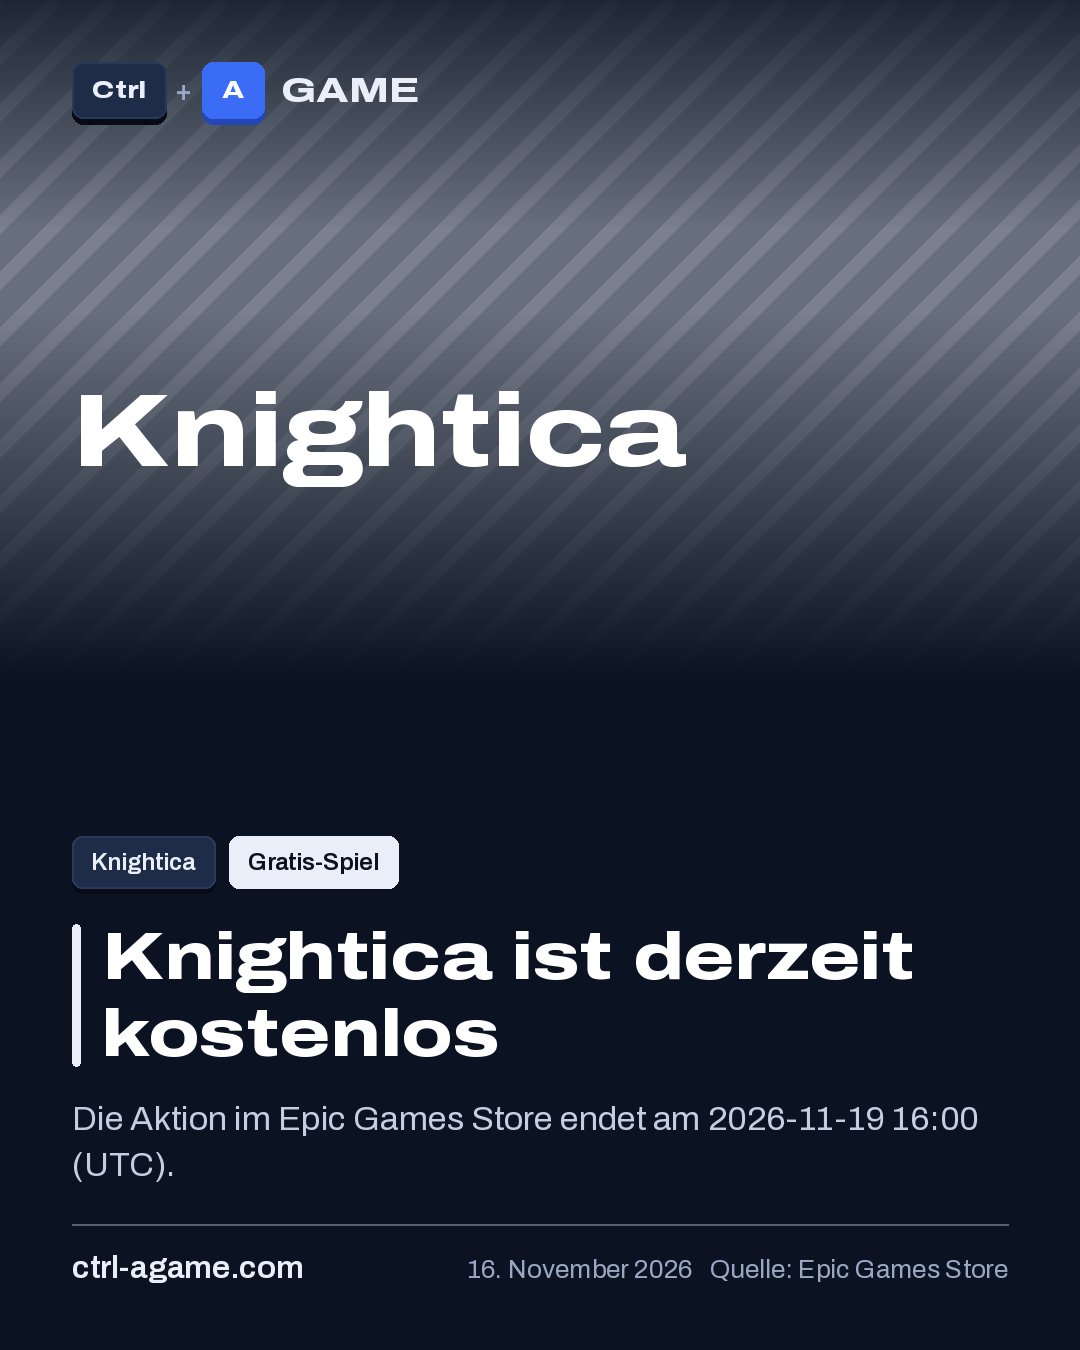 Ctrl + A GAME
Knightica
Knightica Gratis-Spiel
Knightica ist derzeit
kostenlos
Die Aktion im Epic Games Store endet am 2026-11-19 16:00
(UTC).
ctrl-agame.com 16. November 2026 Quelle: Epic Games Store